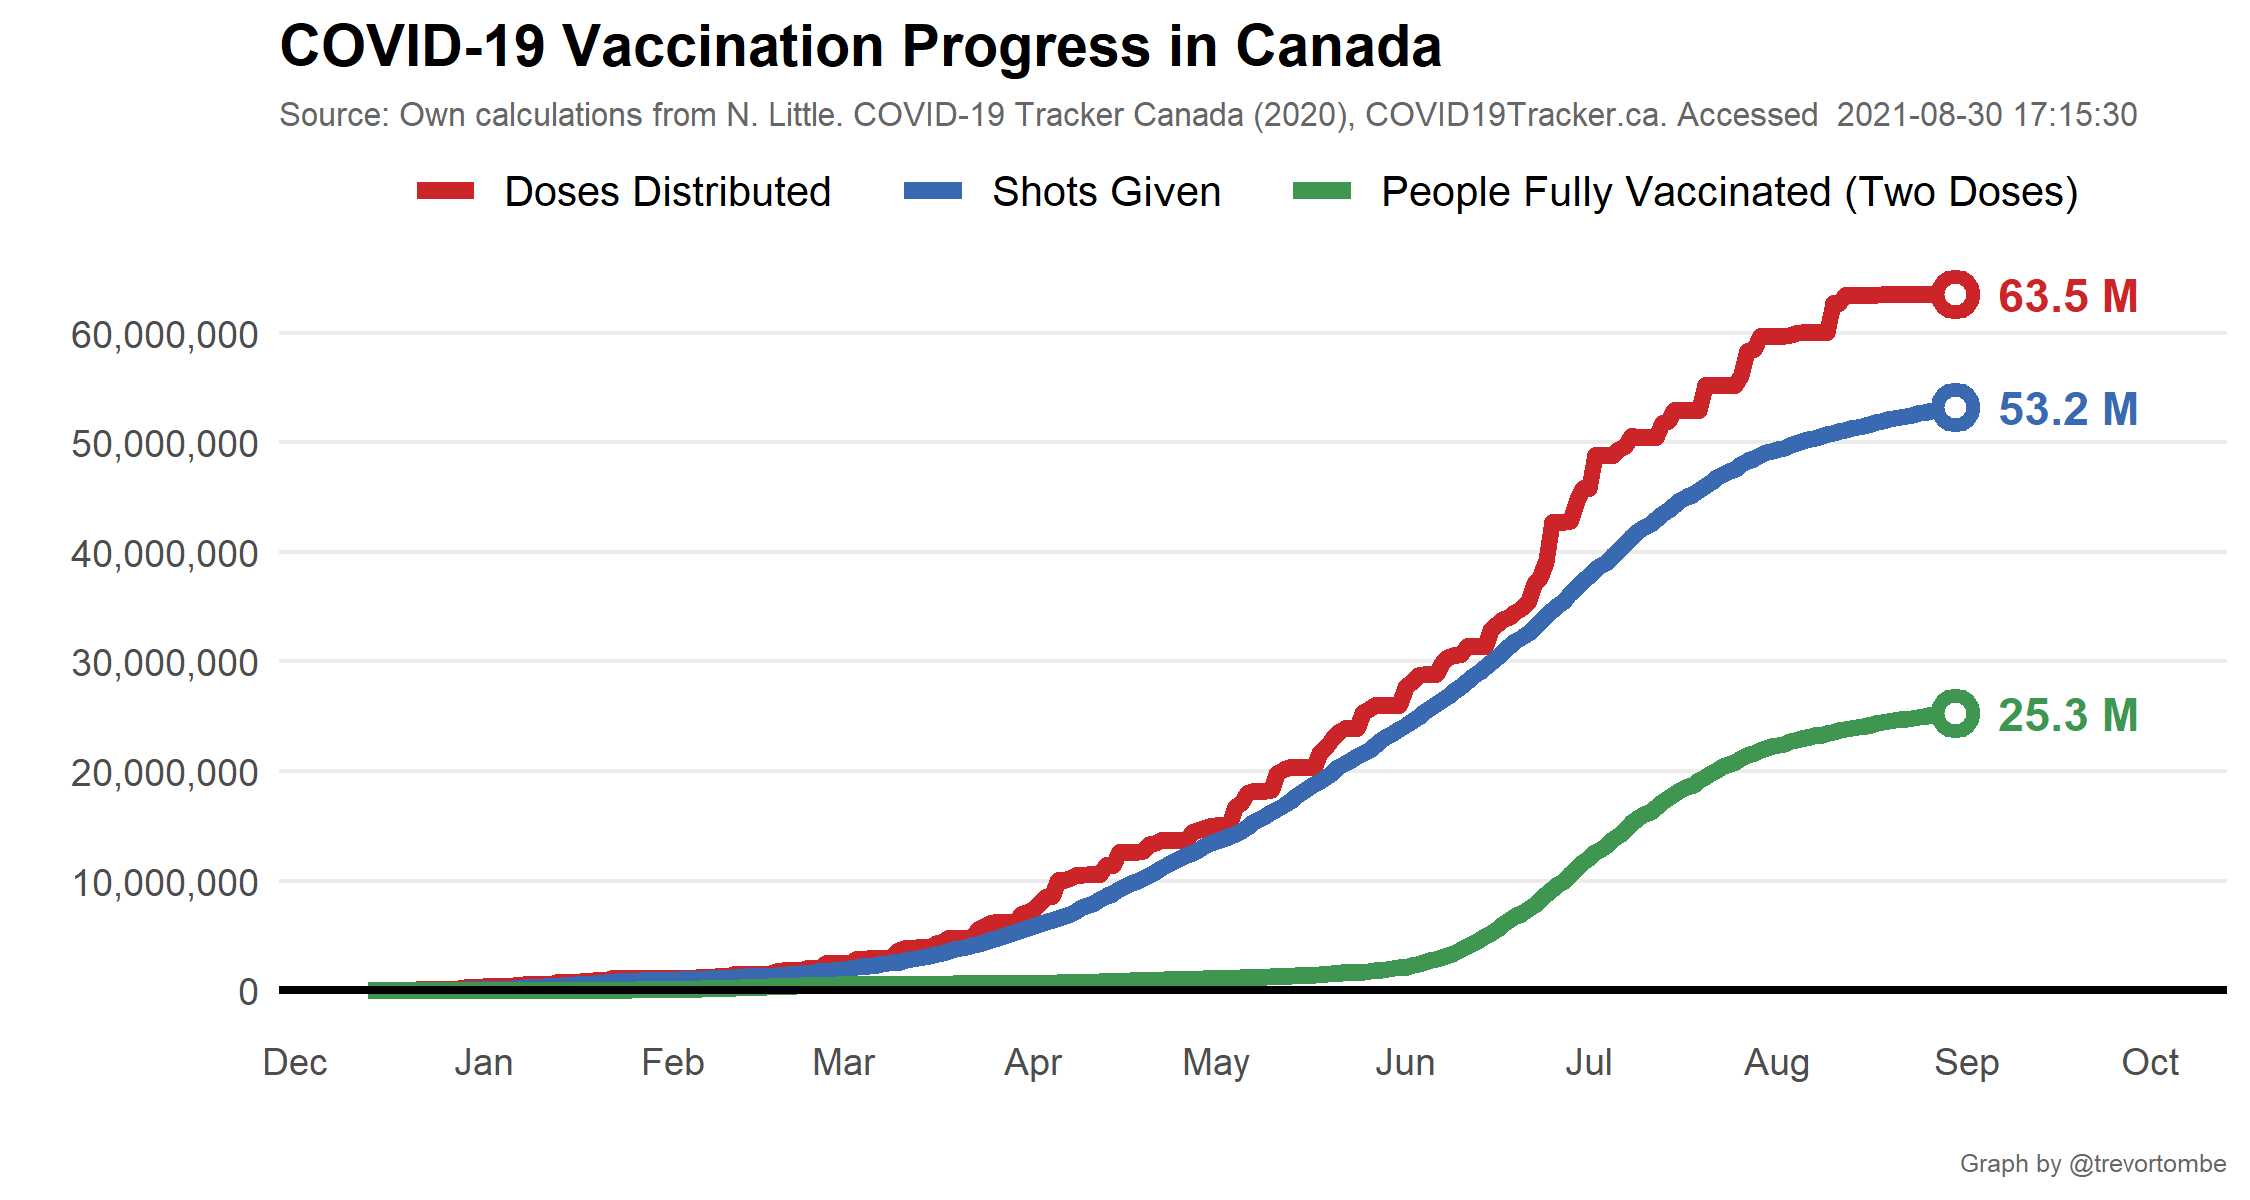 COVID-19 Vaccination Progress in Canada
Source: Own calculations from N. Little. COVID-19 Tracker Canada (2020), COVID19Tracker.ca. Accessed  2021-08-30 17:15:30
Doses Distributed Shots Given People Fully Vaccinated (Two Doses)
63.5 M
60,000,000
53.2 M
50,000,000
40,000,000
30,000,000
25.3 M
20,000,000
10,000,000
0
Dec Jan Feb Mar Apr May Jun Jul Aug Sep Oct
Graph by @trevortombe